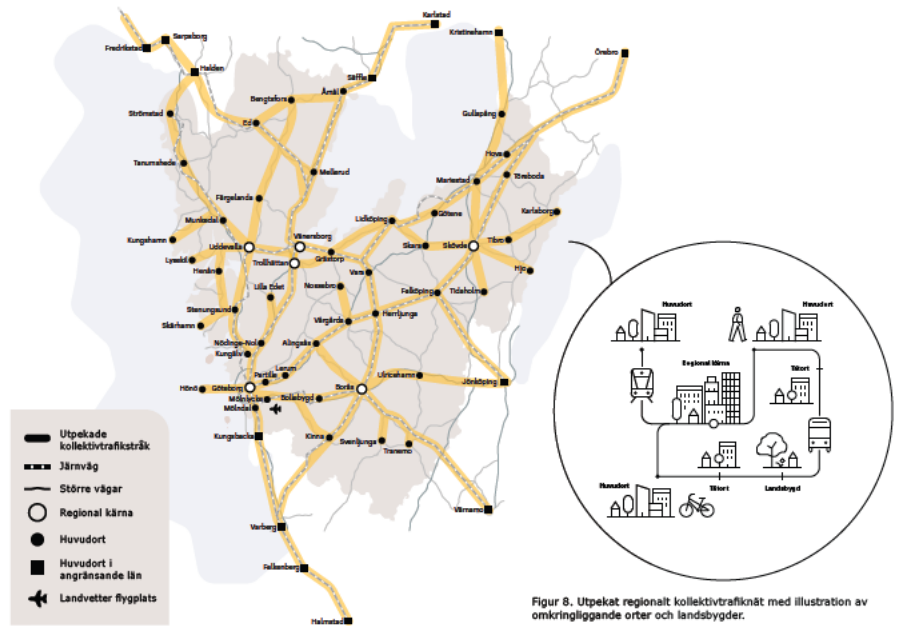 Karlstad
Kristinehamn
Sarpsborg
Fredrikstad
Örebro
Halden
Säffle
Åmål
Bengtsfors
Strömstad
Gullspång
Ed
Hova
Tanumshede
Mellerud
Töreboda
Mariestad
Färgelanda
Karlsborg
Götene
Munkedal
Lidköping
Vänersborg
Kungshamn
Uddevalla
Skara
Skövde
Tibro
Grästorp
Lysekil
Trollhättan
Henån
Vara
Hjo
Lilla Edet
Nossebro
Falköping
Tidaholm
Stenungsund
Herrljunga
Vårgårda
Skärhamn
Nödinge-Nol
Alingsås
Kungälv
Lerum
Partille
Ulricehamn
Jönköping
Hönö
Göteborg
Borås
Mölnlycke
Bollebygd
Mölndal
Kungsbacka
Kinna
Svenljunga
Tranemo
Värnamo
Varberg
Falkenberg
Halmstad
Utpekade
kollektivtrafikstråk
Järnväg
Större vägar
Regional kärna
Huvudort
Huvudort i
angränsande län
Landvetter flygplats
Huvudort
Huvudort
Regional kärna
Tätort
Huvudort
Tätort
Landsbygd
Figur 8. Utpekat regionalt kollektivtrafiknät med illustration av
omkringliggande orter och landsbygder.